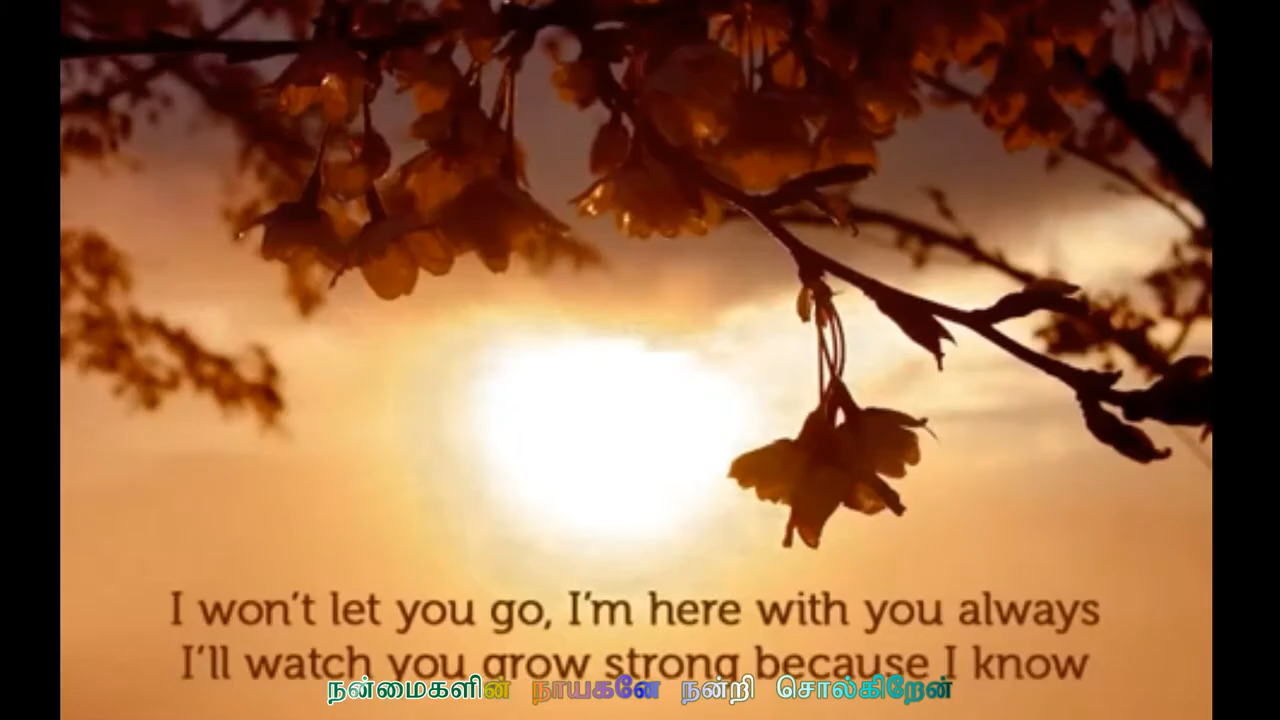 I won't let you go, I'm here with you always
I'll watch you grow strong because I know
நன்மைகளின் நாயகனே நன்றி சொல்கிறேன்